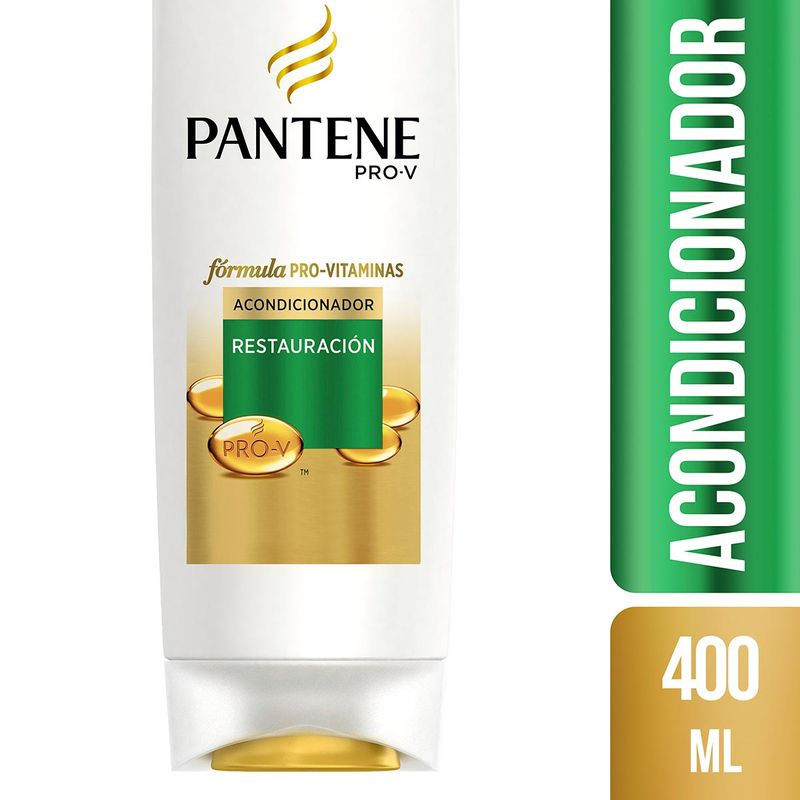 PANTENE
PRO-V
fórmula PRO-VITAMINAS
ACONDICIONADOR
RESTAURACIÓN
PRO-V
™
ACONDICIONADOR
400
ML